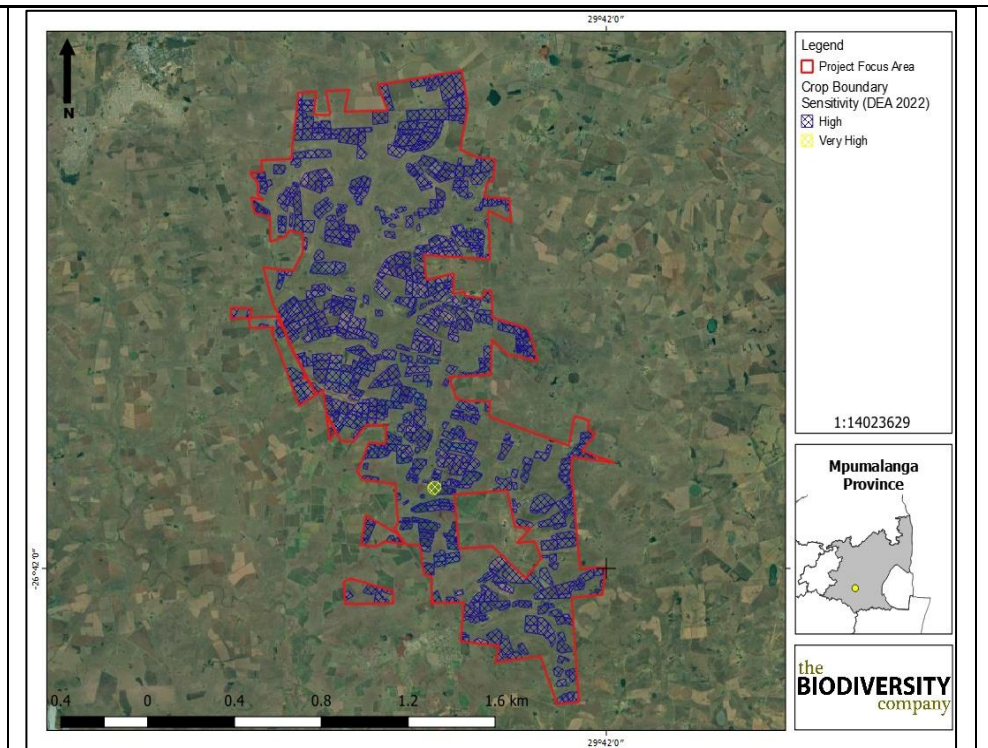 29°42'0"
N
Legend
Project Focus Area
Crop Boundary
Sensitivity (DEA 2022)
High
Very High
1:14023629
Mpumalanga
Province
-26°42'0"
0.4 0 0.4 0.8 1.2 1.6 km
29°42'0"
the
BIODIVERSITY
company